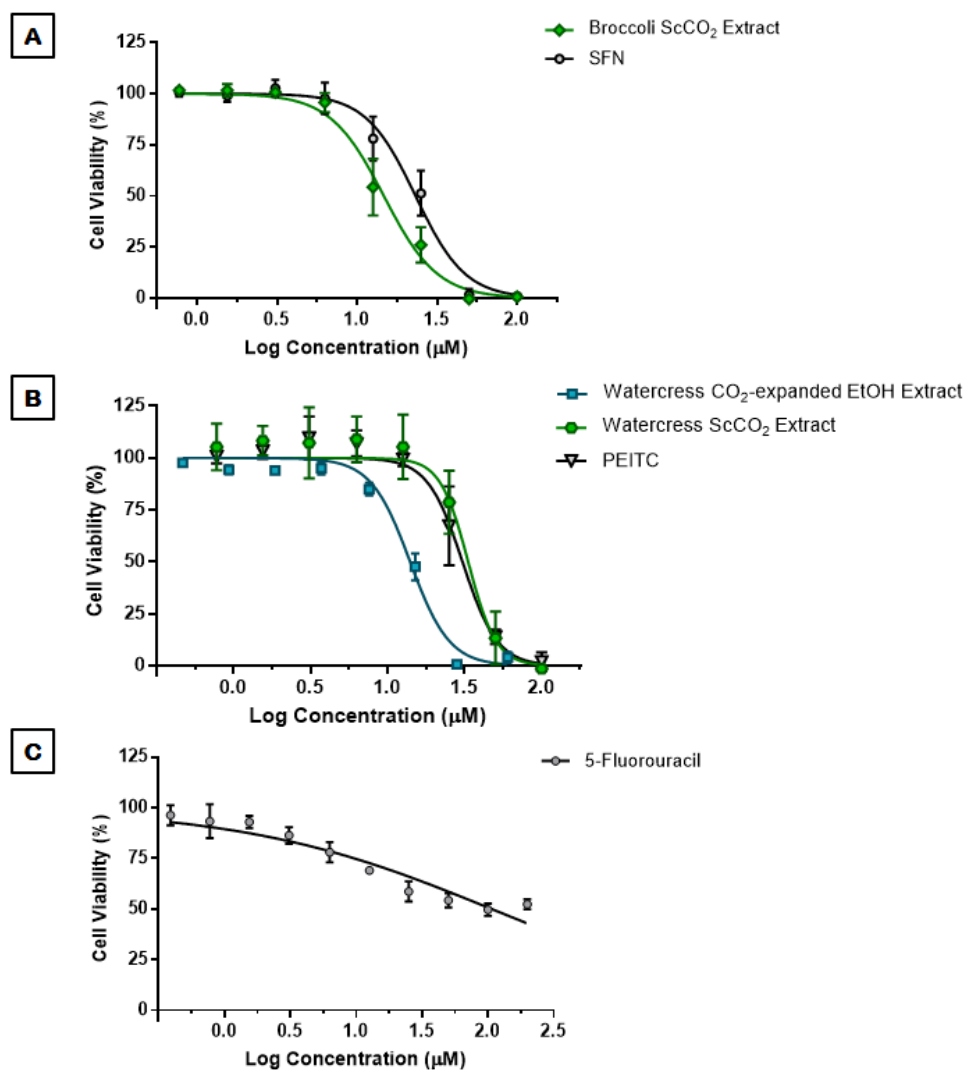 A
Broccoli ScCO₂ Extract
SFN
125
100
75
50
25
0
Cell Viability (%)
0.0 0.5 1.0 1.5 2.0
Log Concentration (μM)
B
Watercress CO₂-expanded EtOH Extract
Watercress ScCO₂ Extract
PEITC
125
100
75
50
25
0
Cell Viability (%)
0.0 0.5 1.0 1.5 2.0
Log Concentration (μM)
C
5-Fluorouracil
125
100
75
50
25
0
Cell Viability (%)
0.0 0.5 1.0 1.5 2.0 2.5
Log Concentration (μM)